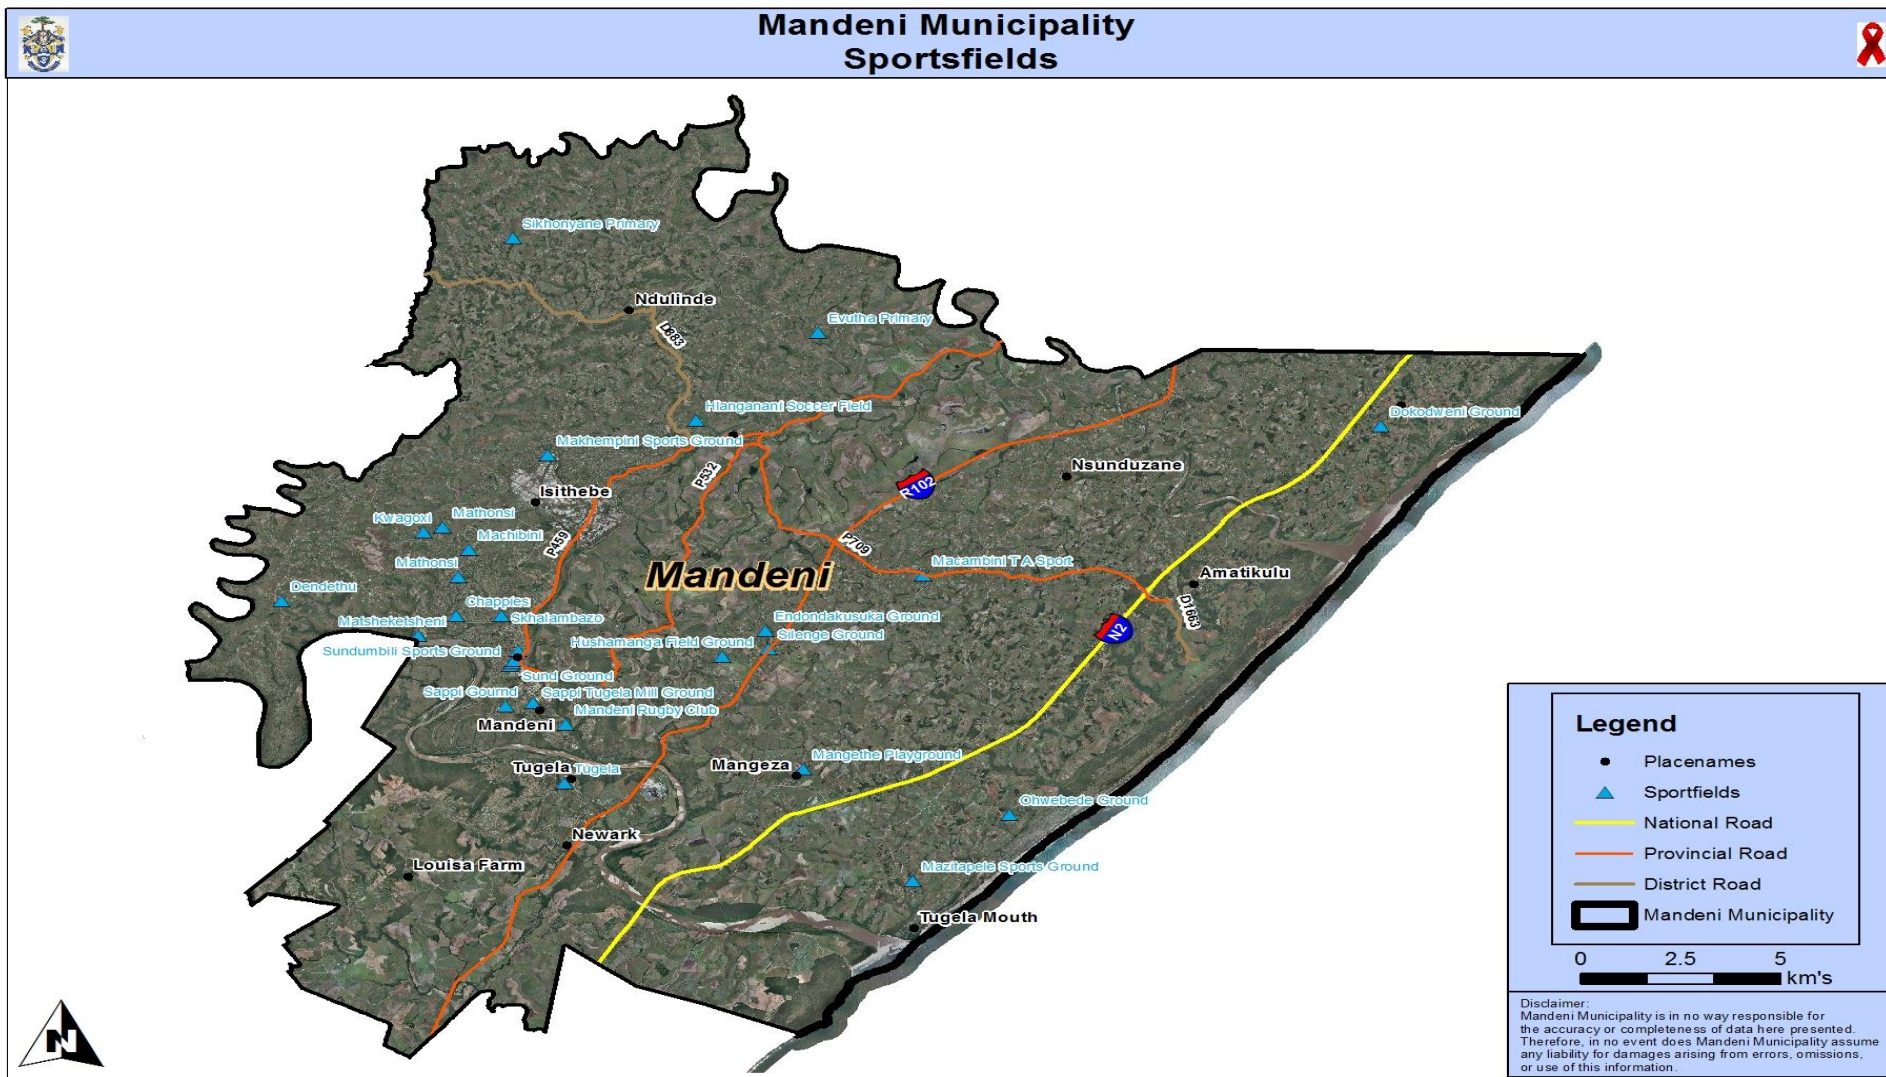 Mandeni Municipality
Sportsfields
Sikhonyane Primary
Ndulinde
D883
Evutha Primary
Hlanganani Soccer Field
Dokodweni Ground
Makhempini Sports Ground
P532
Nsunduzane
R102
Isithebe
Kwagoxi
Mathonsi
Machibini
P459
P709
Mathonsi
Mandeni
Macambini T A Sport
Amatikulu
Dendethu
Chappies
D1663
Matsheketsheni
Skhalambazo
Endondakusuka Ground
N2
Hushamanga Field Ground
Silenge Ground
Sundumbili Sports Ground
Sund Ground
Sappi Gournd
Sappi Tugela Mill Ground
Mandeni Rugby Club
Mandeni
Mangethe Playground
Mangeza
Tugela
Tugela
Ohwebede Ground
Newark
Louisa Farm
Mazitapele Sports Ground
Tugela Mouth
N
Legend
Placenames
Sportfields
National Road
Provincial Road
District Road
Mandeni Municipality
0 2.5 5
km's
Disclaimer:
Mandeni Municipality is in no way responsible for
the accuracy or completeness of data here presented.
Therefore, in no event does Mandeni Municipality assume
any liability for damages arising from errors, omissions,
or use of this information.